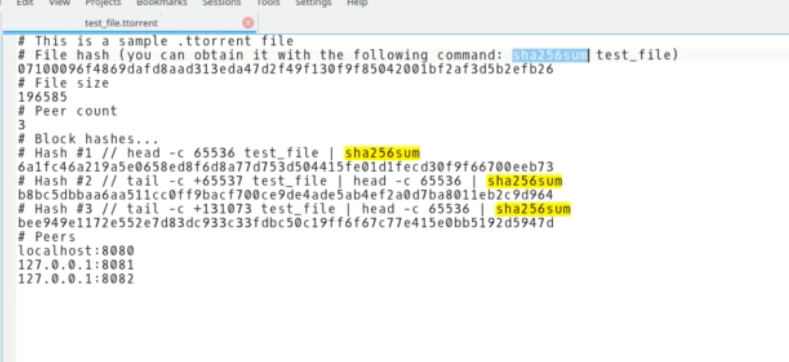 Edit View Projects Bookmarks Sessions Tools Settings Help
test_file.ttorrent
# This is a sample .ttorrent file
# File hash (you can obtain it with the following command: sha256sum test_file)
07100096f4869dafd8aad313eda47d2f49f130f9f85042001bf2af3d5b2efb26
# File size
196585
# Peer count
3
# Block hashes...
# Hash #1 // head -c 65536 test_file | sha256sum
6a1fc46a219a5e0658ed8f6d8a77d753d504415fe01d1fecd30f9f66700eeb73
# Hash #2 // tail -c +65537 test_file | head -c 65536 | sha256sum
b8bc5dbbaa6aa511cc0ff9bacf700ce9de4ade5ab4ef2a0d7ba8011eb2c9d964
# Hash #3 // tail -c +131073 test_file | head -c 65536 | sha256sum
bee949e1172e552e7d83dc933c33fdbc50c19ff6f67c77e415e0bb5192d5947d
# Peers
localhost:8080
127.0.0.1:8081
127.0.0.1:8082